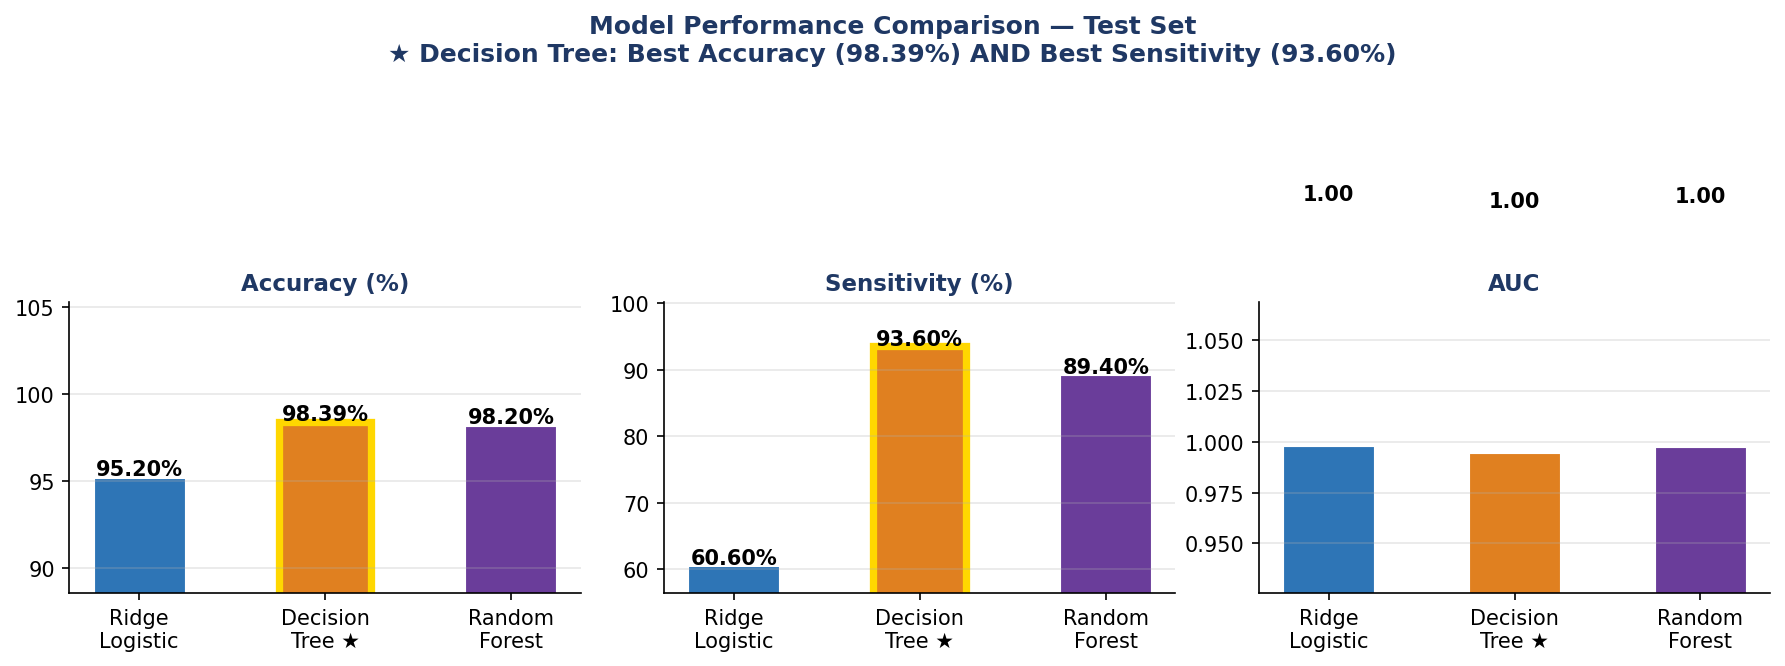 Model Performance Comparison — Test Set
★ Decision Tree: Best Accuracy (98.39%) AND Best Sensitivity (93.60%)
Accuracy (%)
105
100
95
90
95.20%
98.39%
98.20%
Ridge
Logistic
Decision
Tree ★
Random
Forest
Sensitivity (%)
100
90
80
70
60
60.60%
93.60%
89.40%
Ridge
Logistic
Decision
Tree ★
Random
Forest
1.00
1.00
1.00
AUC
1.050
1.025
1.000
0.975
0.950
Ridge
Logistic
Decision
Tree ★
Random
Forest